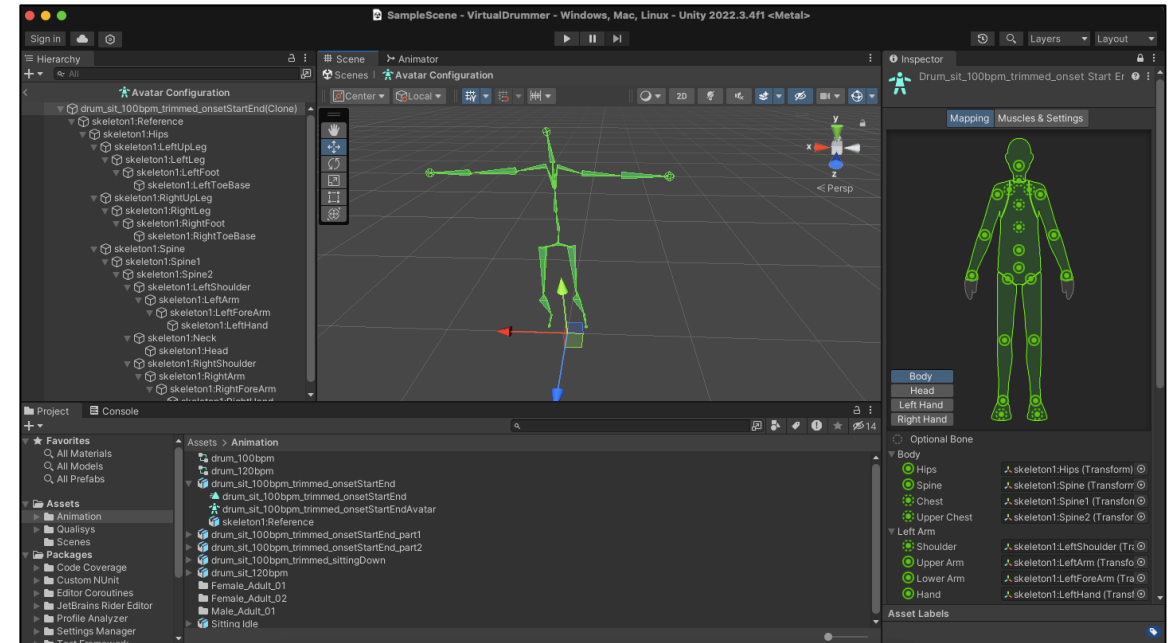 SampleScene - VirtualDrummer - Windows, Mac, Linux - Unity 2022.3.4f1 <Metal>
Sign in
Layers
Layout
Hierarchy
All
Avatar Configuration
drum_sit_100bpm_trimmed_onsetStartEnd(Clone)
skeleton1:Reference
skeleton1:Hips
skeleton1:LeftUpLeg
skeleton1:LeftLeg
skeleton1:LeftFoot
skeleton1:LeftToeBase
skeleton1:RightUpLeg
skeleton1:RightLeg
skeleton1:RightFoot
skeleton1:RightToeBase
skeleton1:Spine
skeleton1:Spine1
skeleton1:Spine2
skeleton1:LeftShoulder
skeleton1:LeftArm
skeleton1:LeftForeArm
skeleton1:LeftHand
skeleton1:Neck
skeleton1:Head
skeleton1:RightShoulder
skeleton1:RightArm
skeleton1:RightForeArm
Scene
Animator
Scenes | Avatar Configuration
Center
Local
2D
y
x
z
< Persp
Inspector
Drum_sit_100bpm_trimmed_onset Start Er
Mapping
Muscles & Settings
Body
Head
Left Hand
Right Hand
Optional Bone
Body
Hips skeleton1:Hips (Transform)
Spine skeleton1:Spine (Transform
Chest skeleton1:Spine1 (Transfon
Upper Chest skeleton1:Spine2 (Transfor
Left Arm
Shoulder skeleton1:LeftShoulder (Tra
Upper Arm skeleton1:LeftArm (Transfo
Lower Arm skeleton1:LeftForeArm (Tra
Hand skeleton1:LeftHand (Transf
Asset Labels
Project
Console
14
Favorites
All Materials
All Models
All Prefabs
Assets
Animation
Qualisys
Scenes
Packages
Code Coverage
Custom NUnit
Editor Coroutines
JetBrains Rider Editor
Profile Analyzer
Settings Manager
Assets > Animation
drum_100bpm
drum_120bpm
drum_sit_100bpm_trimmed_onsetStartEnd
drum_sit_100bpm_trimmed_onsetStartEnd
drum_sit_100bpm_trimmed_onsetStartEndAvatar
skeleton1:Reference
drum_sit_100bpm_trimmed_onsetStartEnd_part1
drum_sit_100bpm_trimmed_onsetStartEnd_part2
drum_sit_100bpm_trimmed_sittingDown
drum_sit_120bpm
Female_Adult_01
Female_Adult_02
Male_Adult_01
Sitting Idle